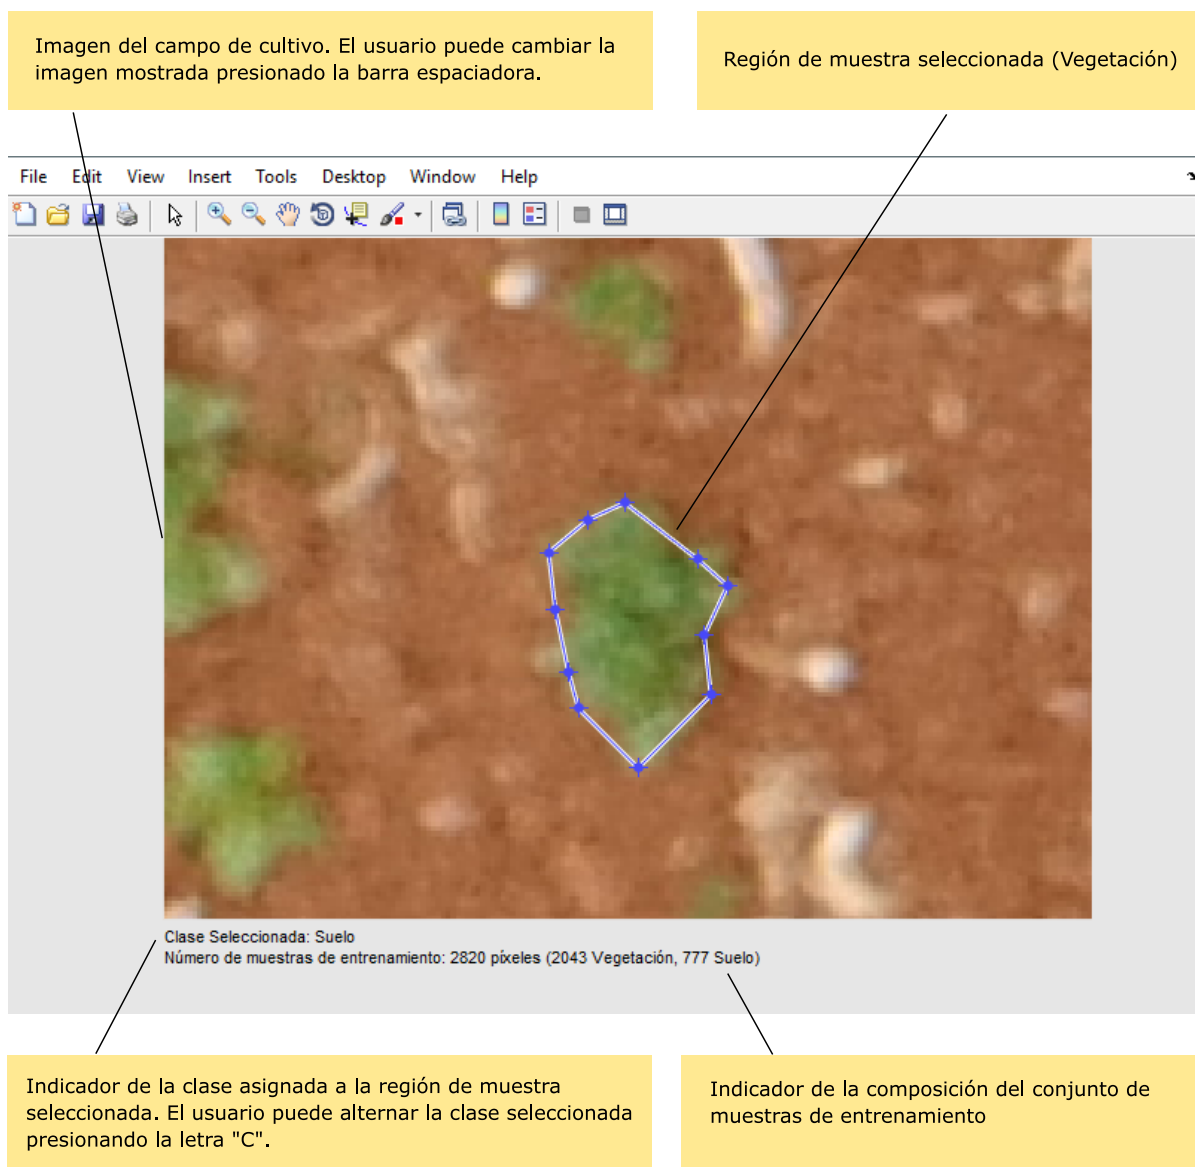 Imagen del campo de cultivo. El usuario puede cambiar la
imagen mostrada presionado la barra espaciadora.
Región de muestra seleccionada (Vegetación)
File Edit View Insert Tools Desktop Window Help
Clase Seleccionada: Suelo
Número de muestras de entrenamiento: 2820 píxeles (2043 Vegetación, 777 Suelo)
Indicador de la clase asignada a la región de muestra
seleccionada. El usuario puede alternar la clase seleccionada
presionando la letra "C".
Indicador de la composición del conjunto de
muestras de entrenamiento